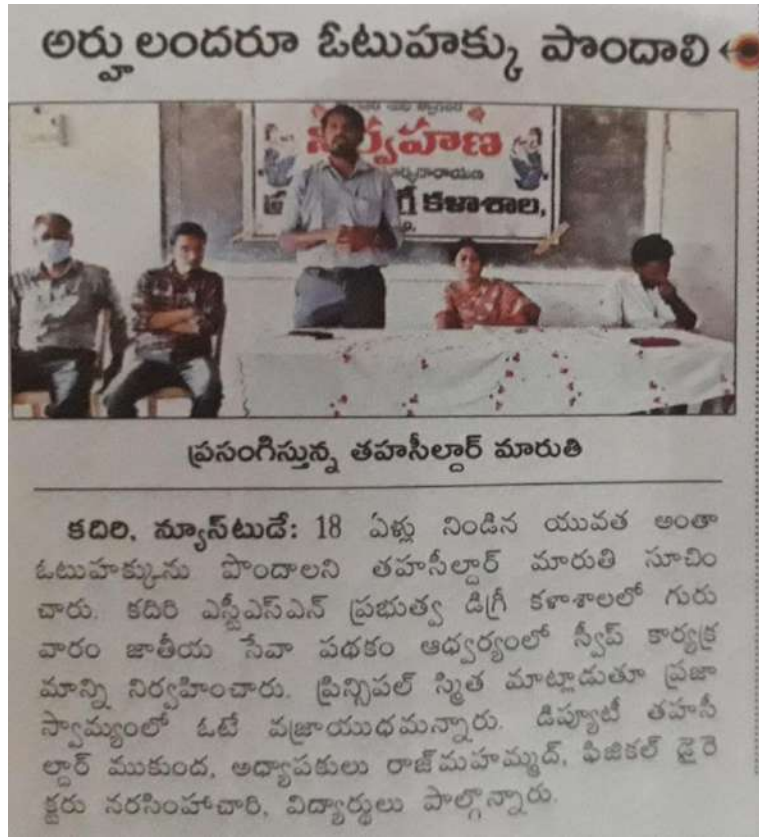 అర్హులందరూ ఓటుహక్కు పొందాలి
నిర్వహణ
గ్రీ కళాశాల,
ప్రసంగిస్తున్న తహసీల్దార్ మారుతి
కదిరి, న్యూస్‌టుడే: 18 ఏళ్లు నిండిన యువత అంతా
ఓటుహక్కును పొందాలని తహసీల్దార్ మారుతి సూచిం
చారు. కదిరి ఎస్టీఎస్ఎన్ ప్రభుత్వ డిగ్రీ కళాశాలలో గురు
వారం జాతీయ సేవా పథకం ఆధ్వర్యంలో స్వీప్ కార్యక్ర
మాన్ని నిర్వహించారు. ప్రిన్సిపల్ స్మిత మాట్లాడుతూ ప్రజా
స్వామ్యంలో ఓటే వజ్రాయుధమన్నారు. డిప్యూటీ తహసీ
ల్దార్ ముకుంద, అధ్యాపకులు రాజ్‌మహమ్మద్, ఫిజికల్ డైరె
క్టరు నరసింహాచారి, విద్యార్థులు పాల్గొన్నారు.